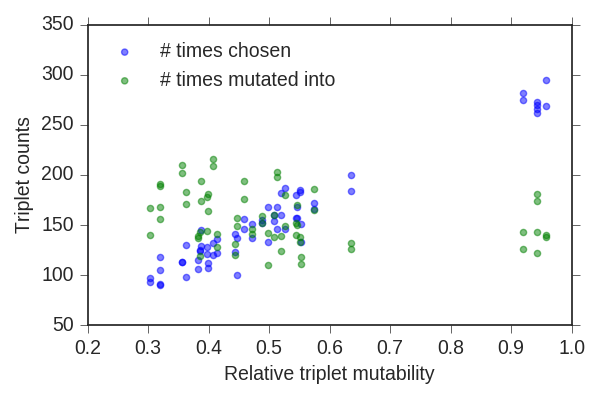 350
300
250
200
150
100
50
Triplet counts
# times chosen
# times mutated into
0.2 0.3 0.4 0.5 0.6 0.7 0.8 0.9 1.0
Relative triplet mutability